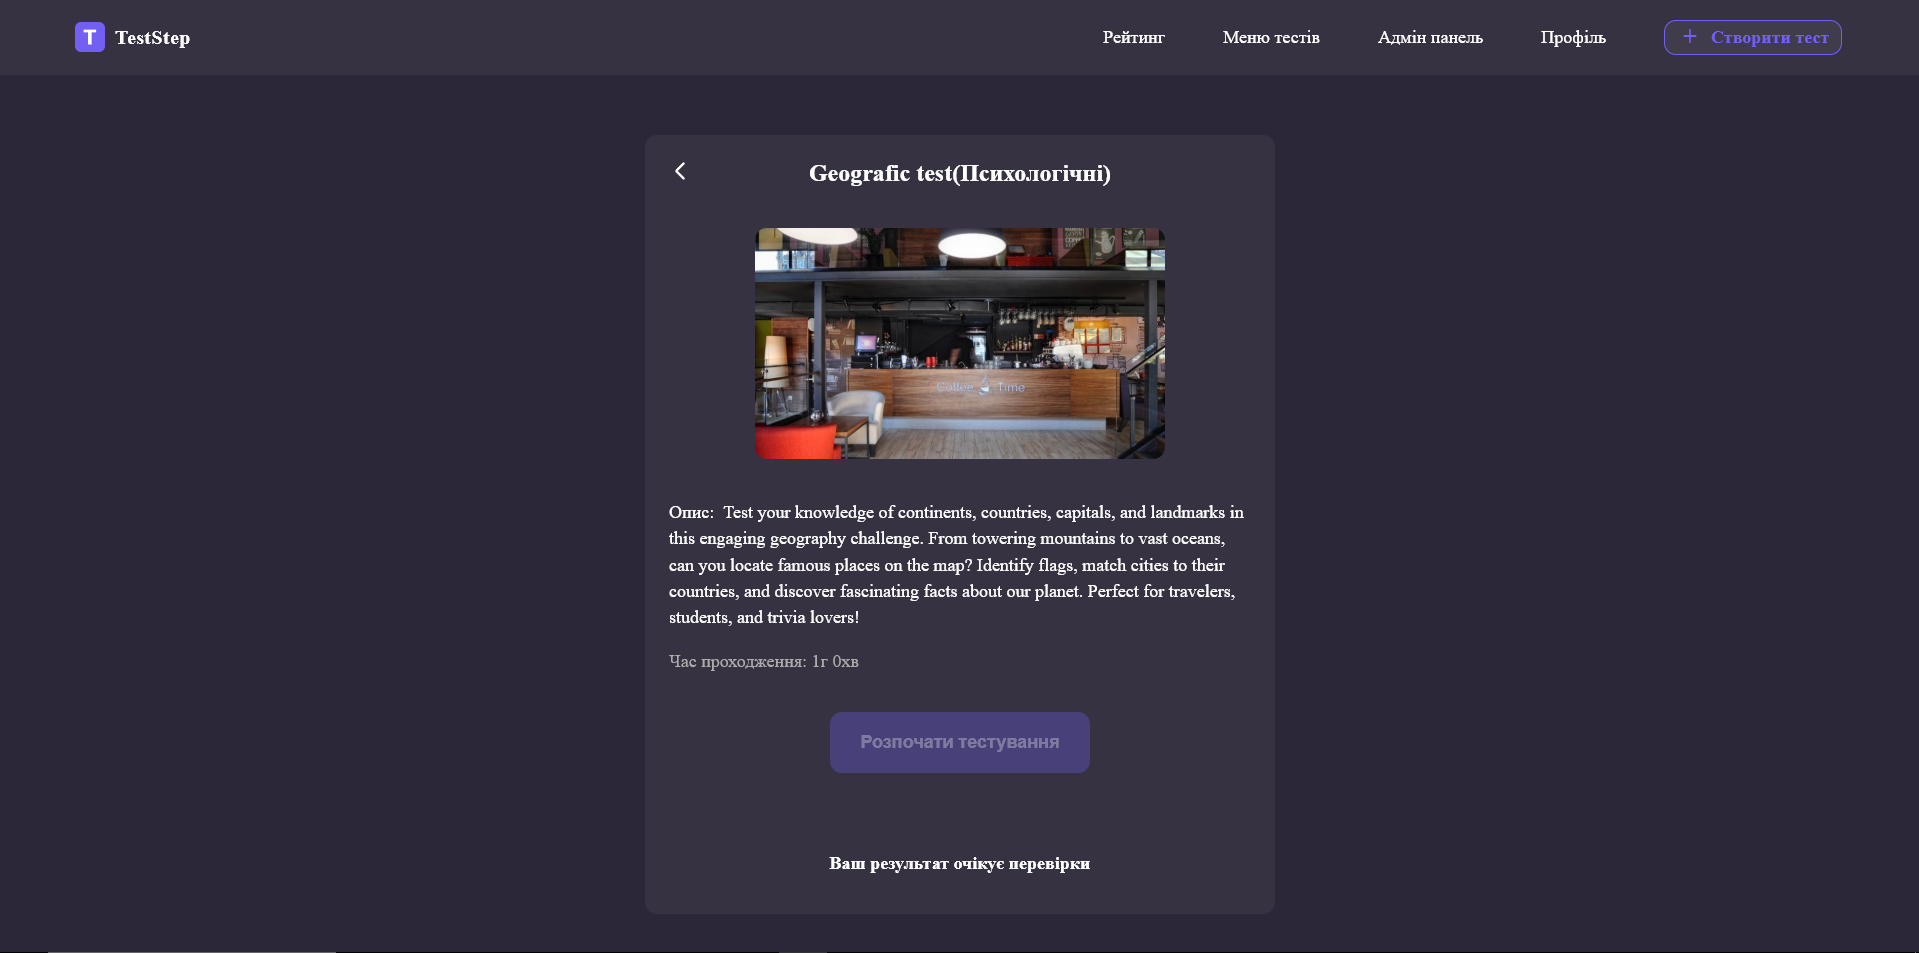 T TestStep
Рейтинг
Меню тестів
Адмін панель
Профіль
+ Створити тест
Geografic test(Психологічні)
Coffee Time
Опис: Test your knowledge of continents, countries, capitals, and landmarks in
this engaging geography challenge. From towering mountains to vast oceans,
can you locate famous places on the map? Identify flags, match cities to their
countries, and discover fascinating facts about our planet. Perfect for travelers,
students, and trivia lovers!
Час проходження: 1г 0хв
Розпочати тестування
Ваш результат очікує перевірки